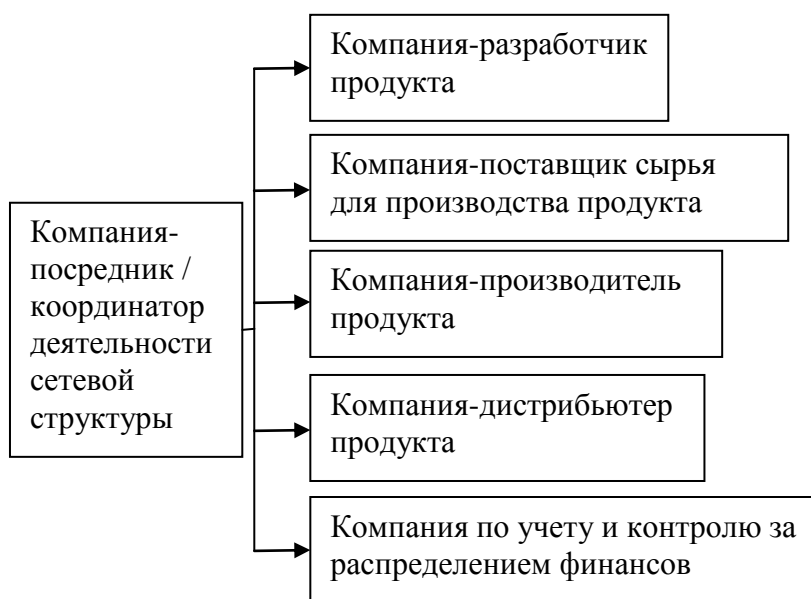 Компания-разработчик
продукта
Компания-поставщик сырья
для производства продукта
Компания-
посредник /
координатор
деятельности
сетевой
структуры
Компания-производитель
продукта
Компания-дистрибьютер
продукта
Компания по учету и контролю за
распределением финансов